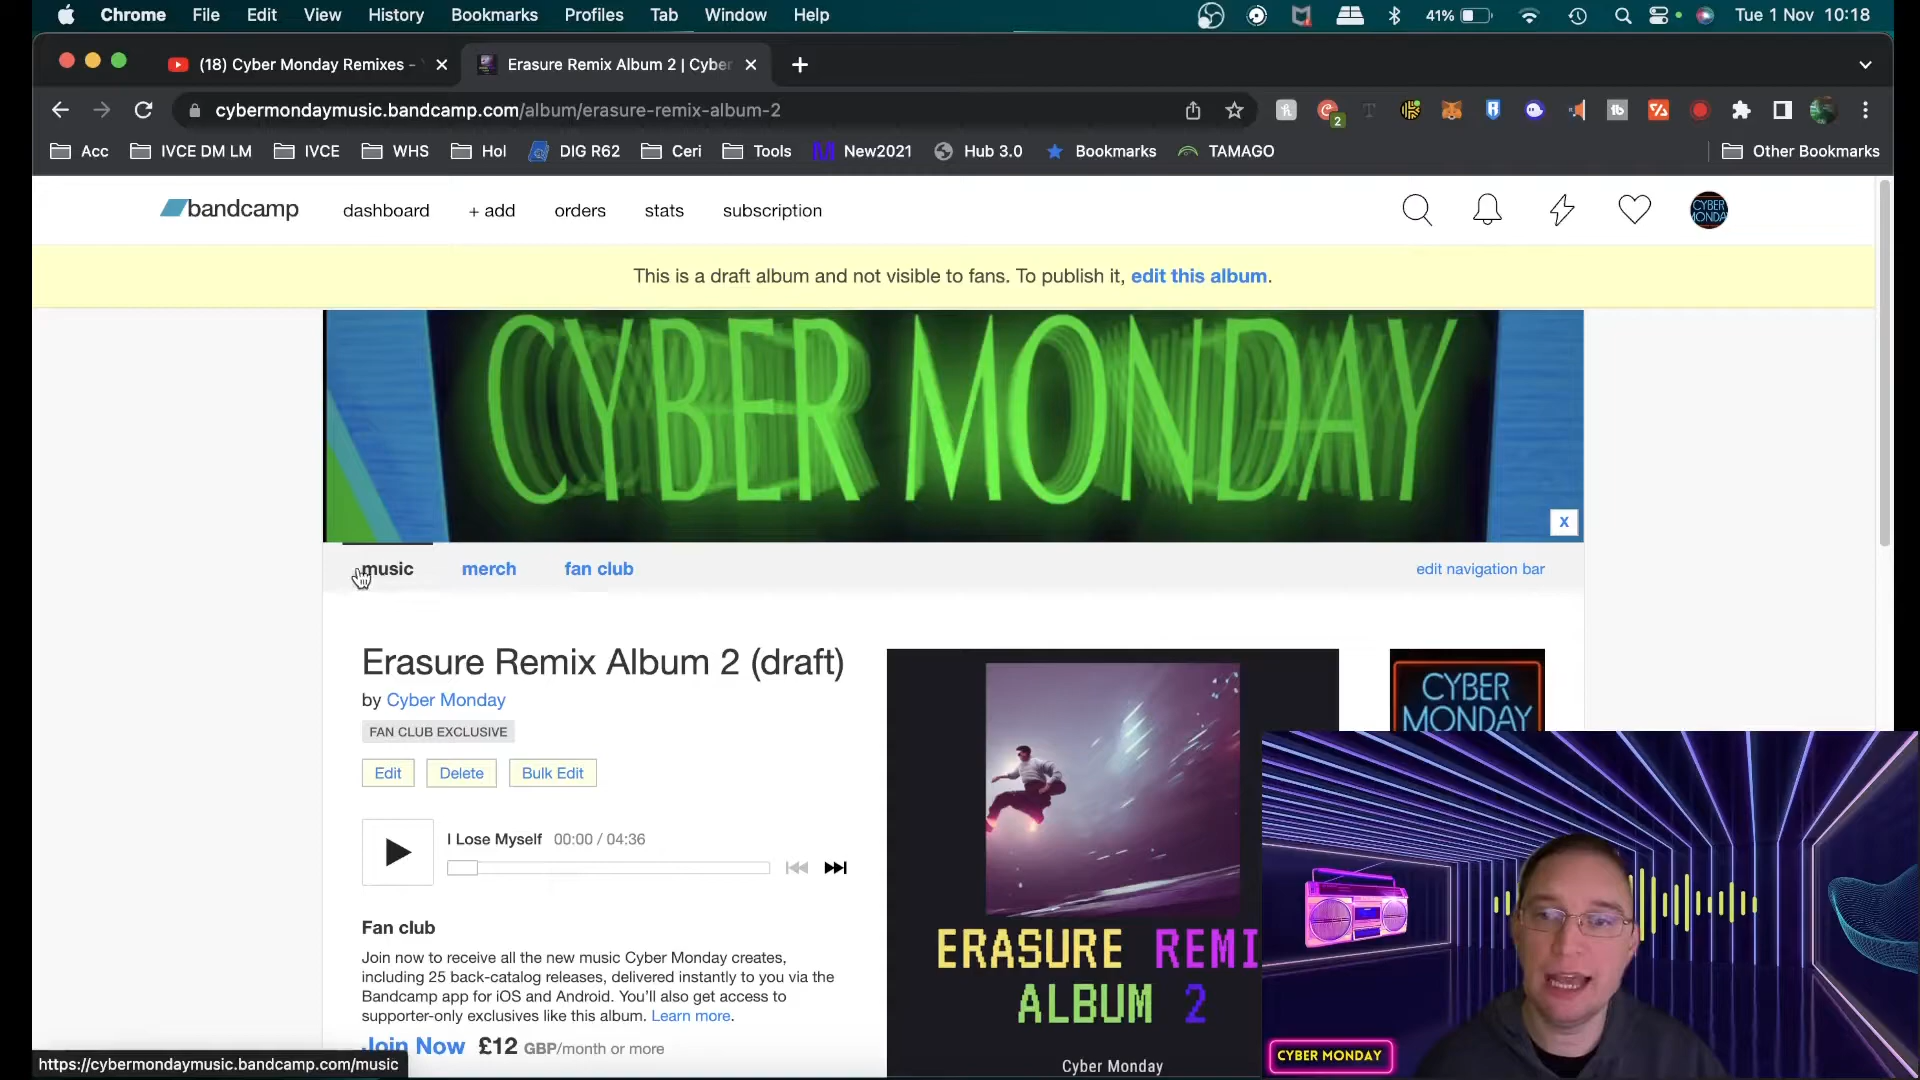 Chrome File Edit View History Bookmarks Profiles Tab Window Help 41% Tue 1 Nov 10:18
(18) Cyber Monday Remixes -
Erasure Remix Album 2 | Cyber
cybermondaymusic.bandcamp.com/album/erasure-remix-album-2
2
Acc IVCE DM LM IVCE WHS Hol DIG R62 Ceri Tools New2021 Hub 3.0 Bookmarks TAMAGO Other Bookmarks
bandcamp dashboard + add orders stats subscription
CYBER
MONDAY
This is a draft album and not visible to fans. To publish it, edit this album.
CYBER MONDAY
X
music merch fan club edit navigation bar
Erasure Remix Album 2 (draft)
by Cyber Monday
FAN CLUB EXCLUSIVE
Edit Delete Bulk Edit
I Lose Myself 00:00 / 04:36
Fan club
Join now to receive all the new music Cyber Monday creates,
including 25 back-catalog releases, delivered instantly to you via the
Bandcamp app for iOS and Android. You'll also get access to
supporter-only exclusives like this album. Learn more.
Join Now £12 GBP/month or more
https://cybermondaymusic.bandcamp.com/music
ERASURE REMI
ALBUM 2
Cyber Monday
CYBER
MONDAY
CYBER MONDAY